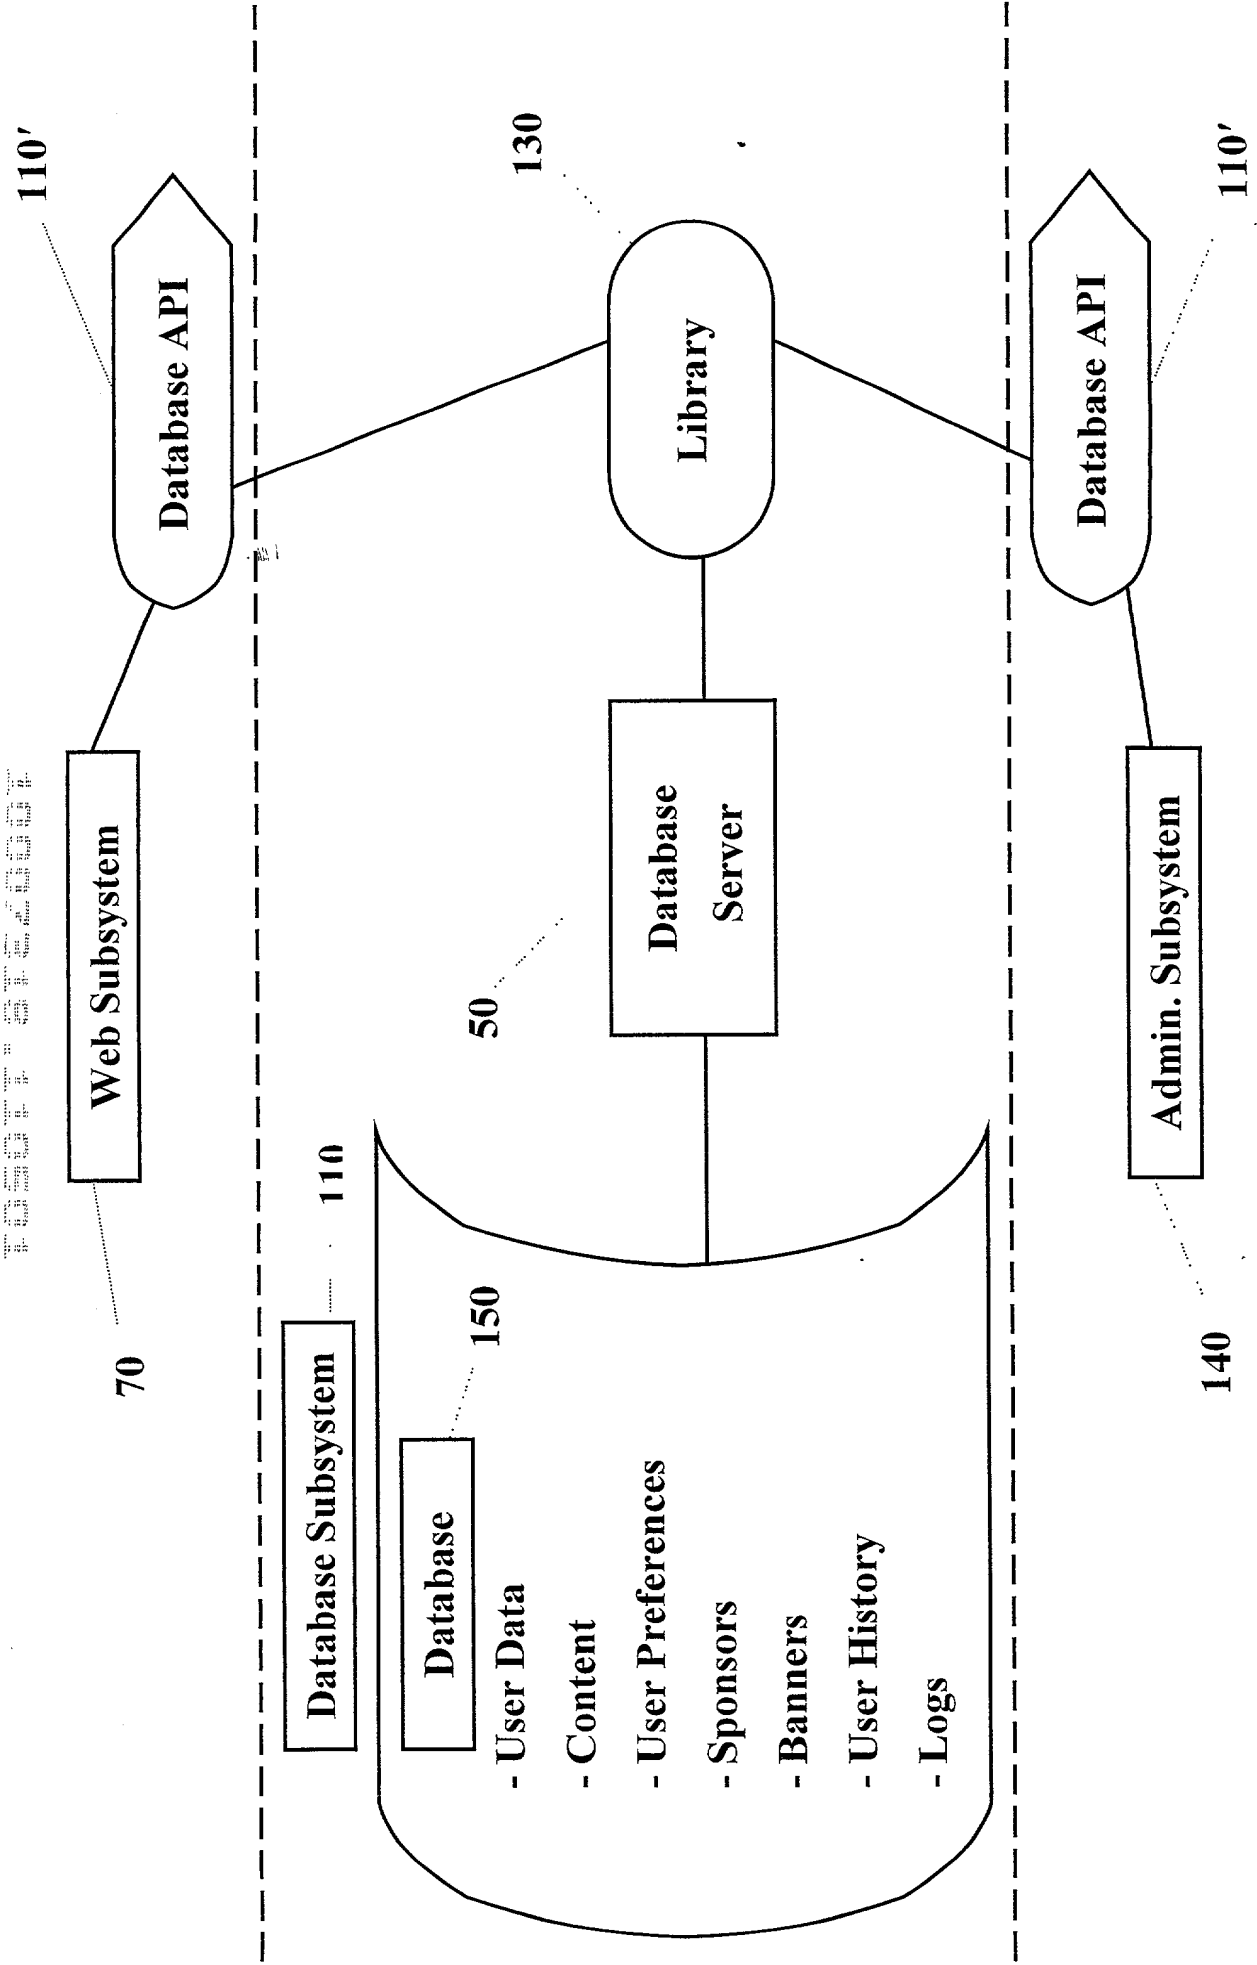 110′
Database API
Web Subsystem
70
Database Subsystem
110
Database
150
- User Data
- Content
- User Preferences
- Sponsors
- Banners
- User History
- Logs
50
Database
Server
130
Library
Database API
110′
Admin. Subsystem
140